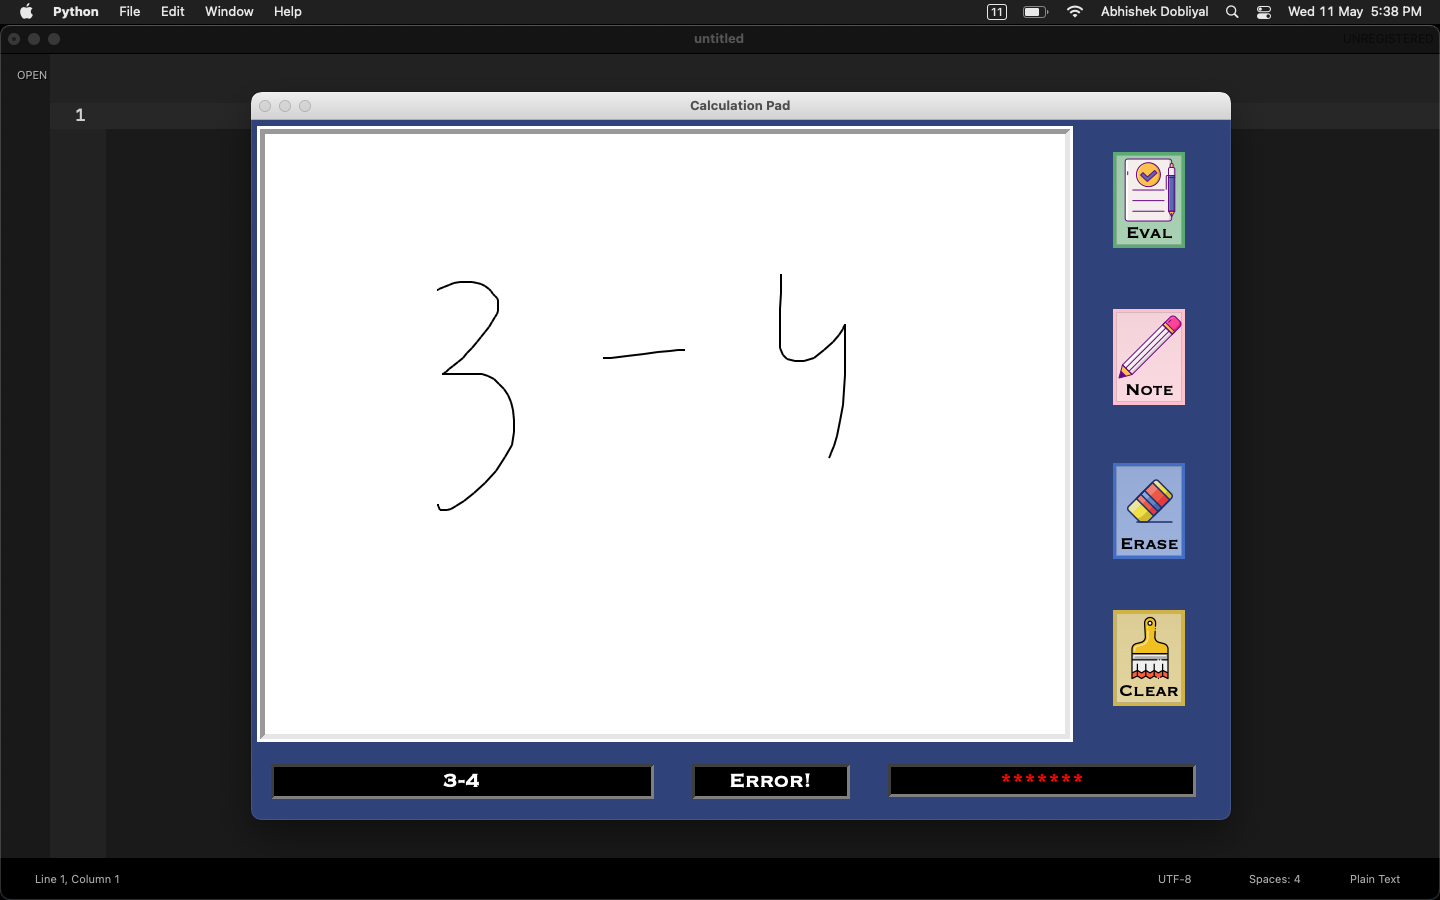 Python File Edit Window Help 11 Abhishek Dobliyal Wed 11 May 5:38 PM
untitled UNREGISTERED
OPEN
1
Calculation Pad
EVAL
3 - 4
NOTE
ERASE
CLEAR
3-4 ERROR! *******
Line 1, Column 1 UTF-8 Spaces: 4 Plain Text